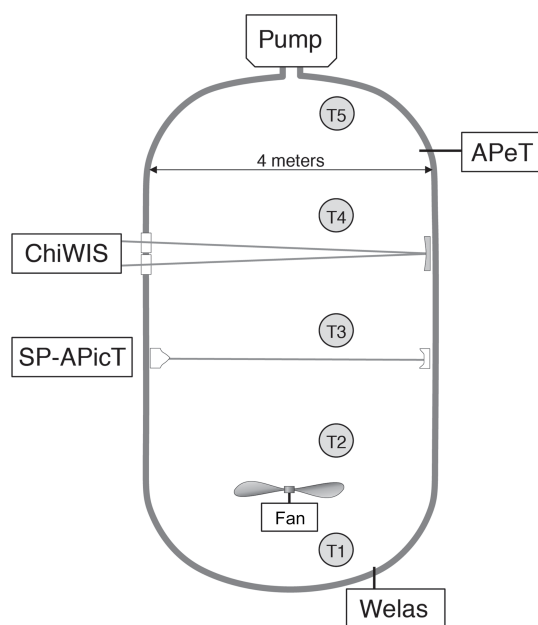 Pump
T5
APeT
4 meters
T4
ChiWIS
T3
SP-APicT
T2
Fan
T1
Welas